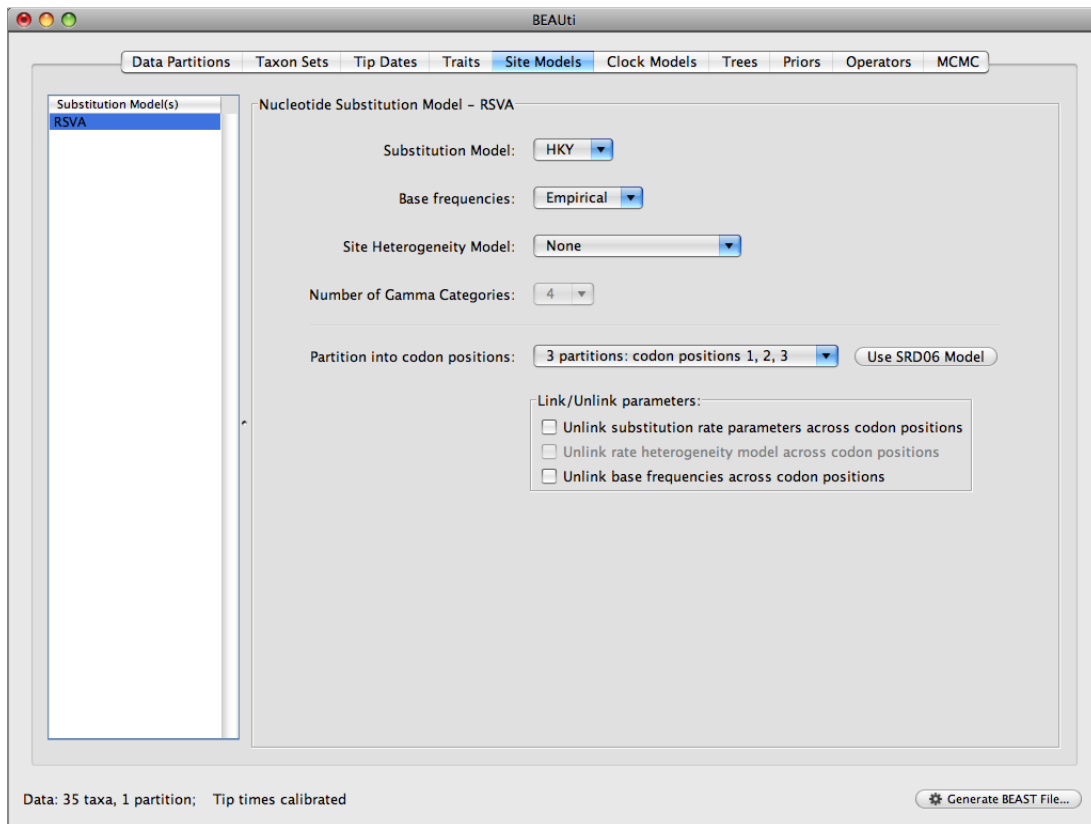 BEAUti
Data Partitions Taxon Sets Tip Dates Traits Site Models Clock Models Trees Priors Operators MCMC
Substitution Model(s)
RSVA
Nucleotide Substitution Model – RSVA
Substitution Model: HKY
Base frequencies: Empirical
Site Heterogeneity Model: None
Number of Gamma Categories: 4
Partition into codon positions: 3 partitions: codon positions 1, 2, 3 Use SRD06 Model
Link/Unlink parameters:
Unlink substitution rate parameters across codon positions
Unlink rate heterogeneity model across codon positions
Unlink base frequencies across codon positions
Data: 35 taxa, 1 partition; Tip times calibrated
Generate BEAST File...